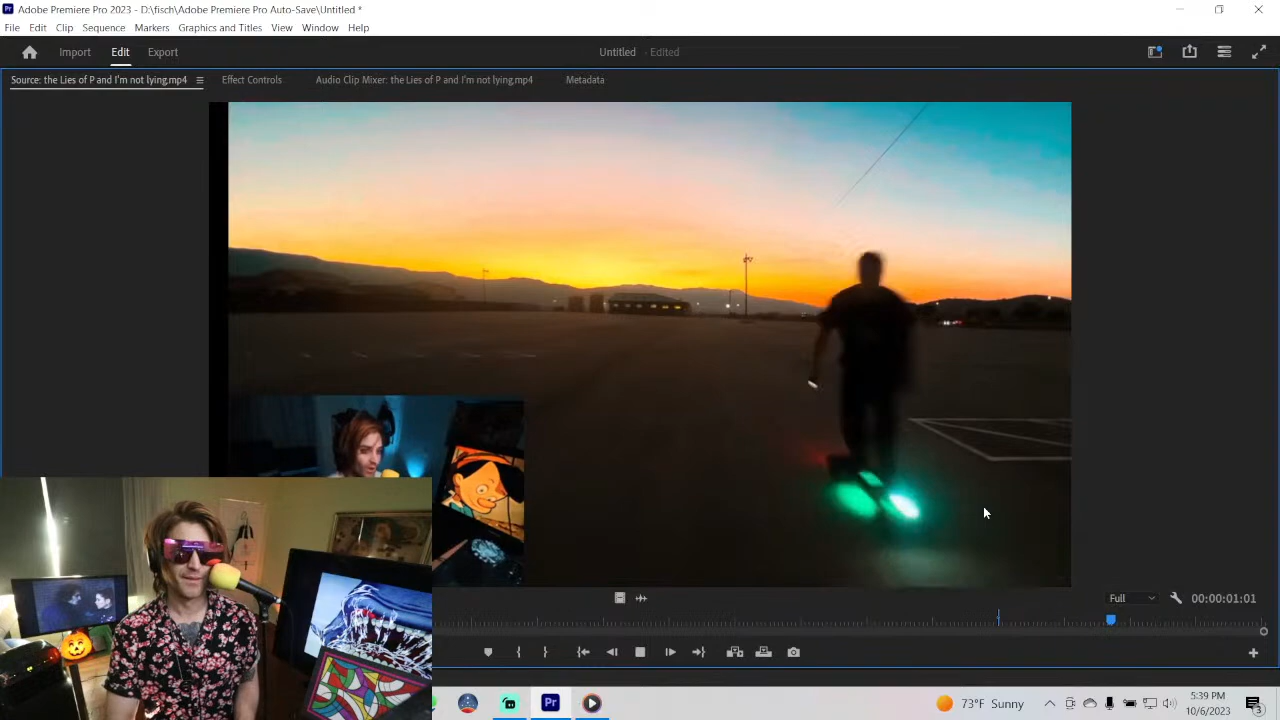 Adobe Premiere Pro 2023 - D:\fisch\Adobe Premiere Pro Auto-Save\Untitled *
File Edit Clip Sequence Markers Graphics and Titles View Window Help
Import Edit Export Untitled - Edited
Source: the Lies of P and I'm not lying.mp4 Effect Controls Audio Clip Mixer: the Lies of P and I'm not lying.mp4 Metadata
Full 00:00:01:01
Pr 73°F Sunny 5:39 PM
10/6/2023 3